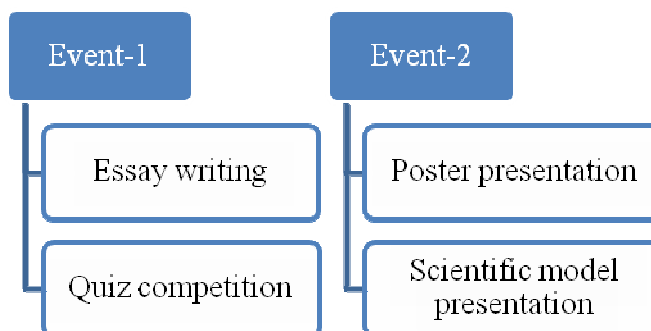 Event-1
Essay writing
Quiz competition
Event-2
Poster presentation
Scientific model
presentation